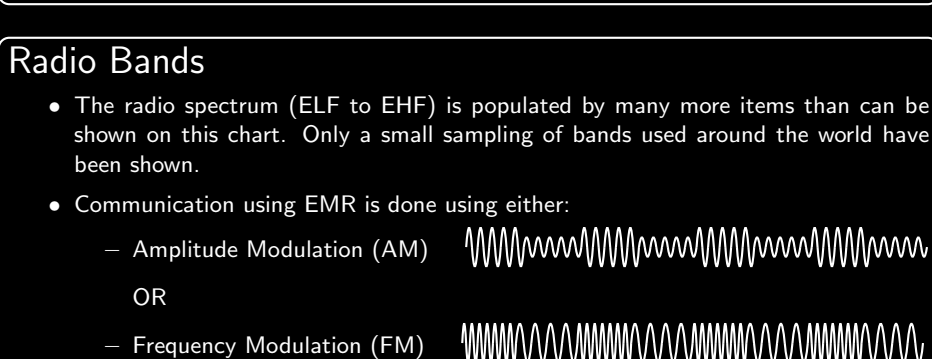 Radio Bands
• The radio spectrum (ELF to EHF) is populated by many more items than can be
shown on this chart. Only a small sampling of bands used around the world have
been shown.
• Communication using EMR is done using either:
– Amplitude Modulation (AM)
OR
– Frequency Modulation (FM)